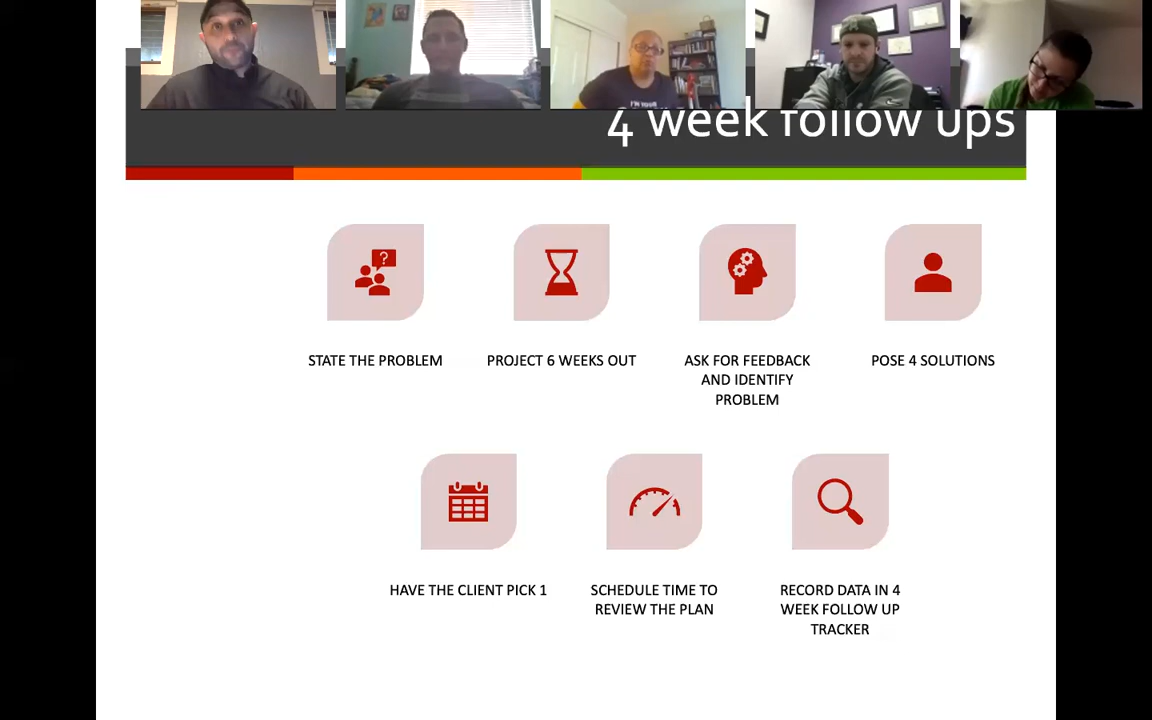 I'M YOUR
4 week follow ups
?
STATE THE PROBLEM
PROJECT 6 WEEKS OUT
ASK FOR FEEDBACK
AND IDENTIFY
PROBLEM
POSE 4 SOLUTIONS
HAVE THE CLIENT PICK 1
SCHEDULE TIME TO
REVIEW THE PLAN
RECORD DATA IN 4
WEEK FOLLOW UP
TRACKER